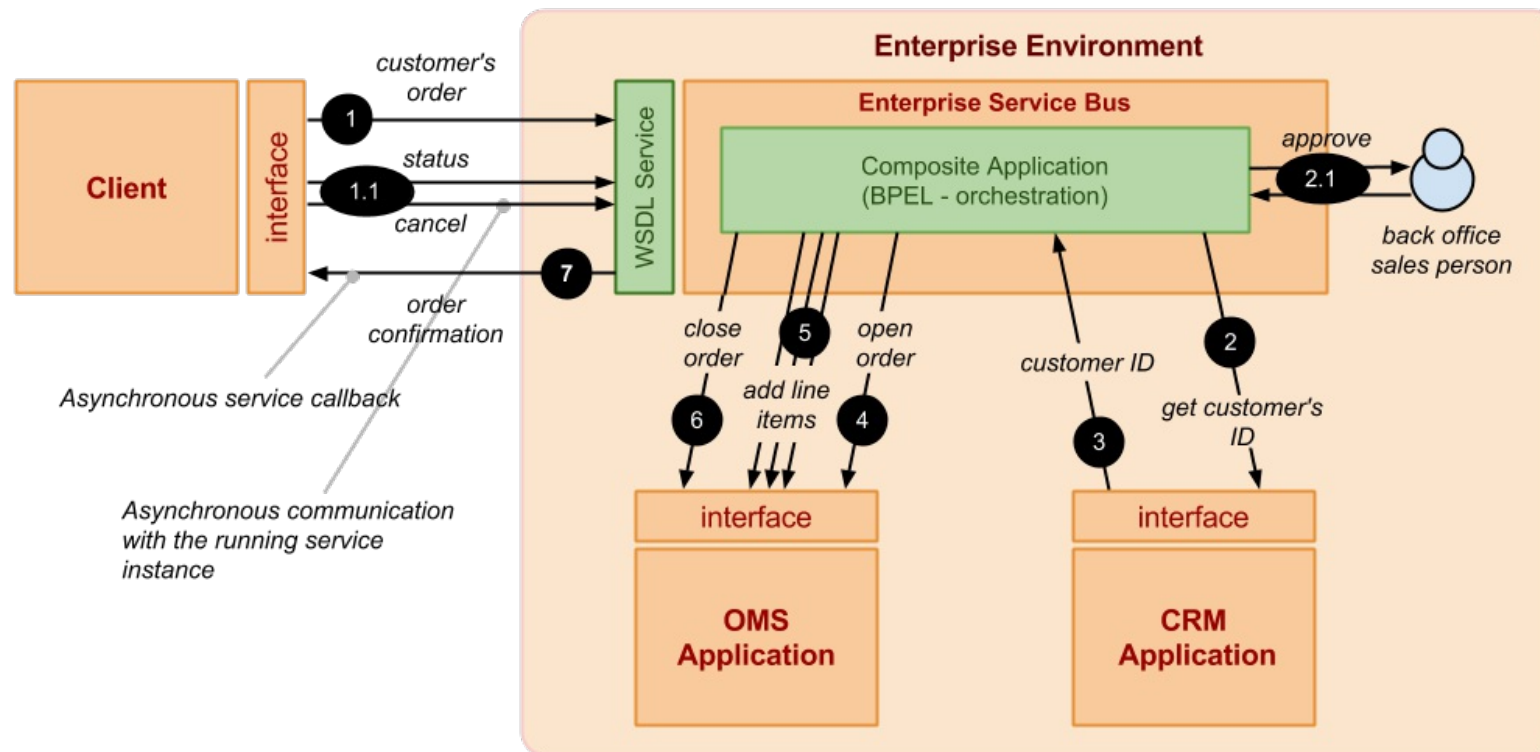 Enterprise Environment
customer's
order
1
status
1.1
cancel
7
order
confirmation
Client
interface
WSDL Service
Enterprise Service Bus
Composite Application
(BPEL - orchestration)
approve
2.1
back office
sales person
close
order
6
5
add line
items
open
order
4
customer ID
3
2
get customer's
ID
Asynchronous service callback
Asynchronous communication
with the running service
instance
interface
OMS
Application
interface
CRM
Application